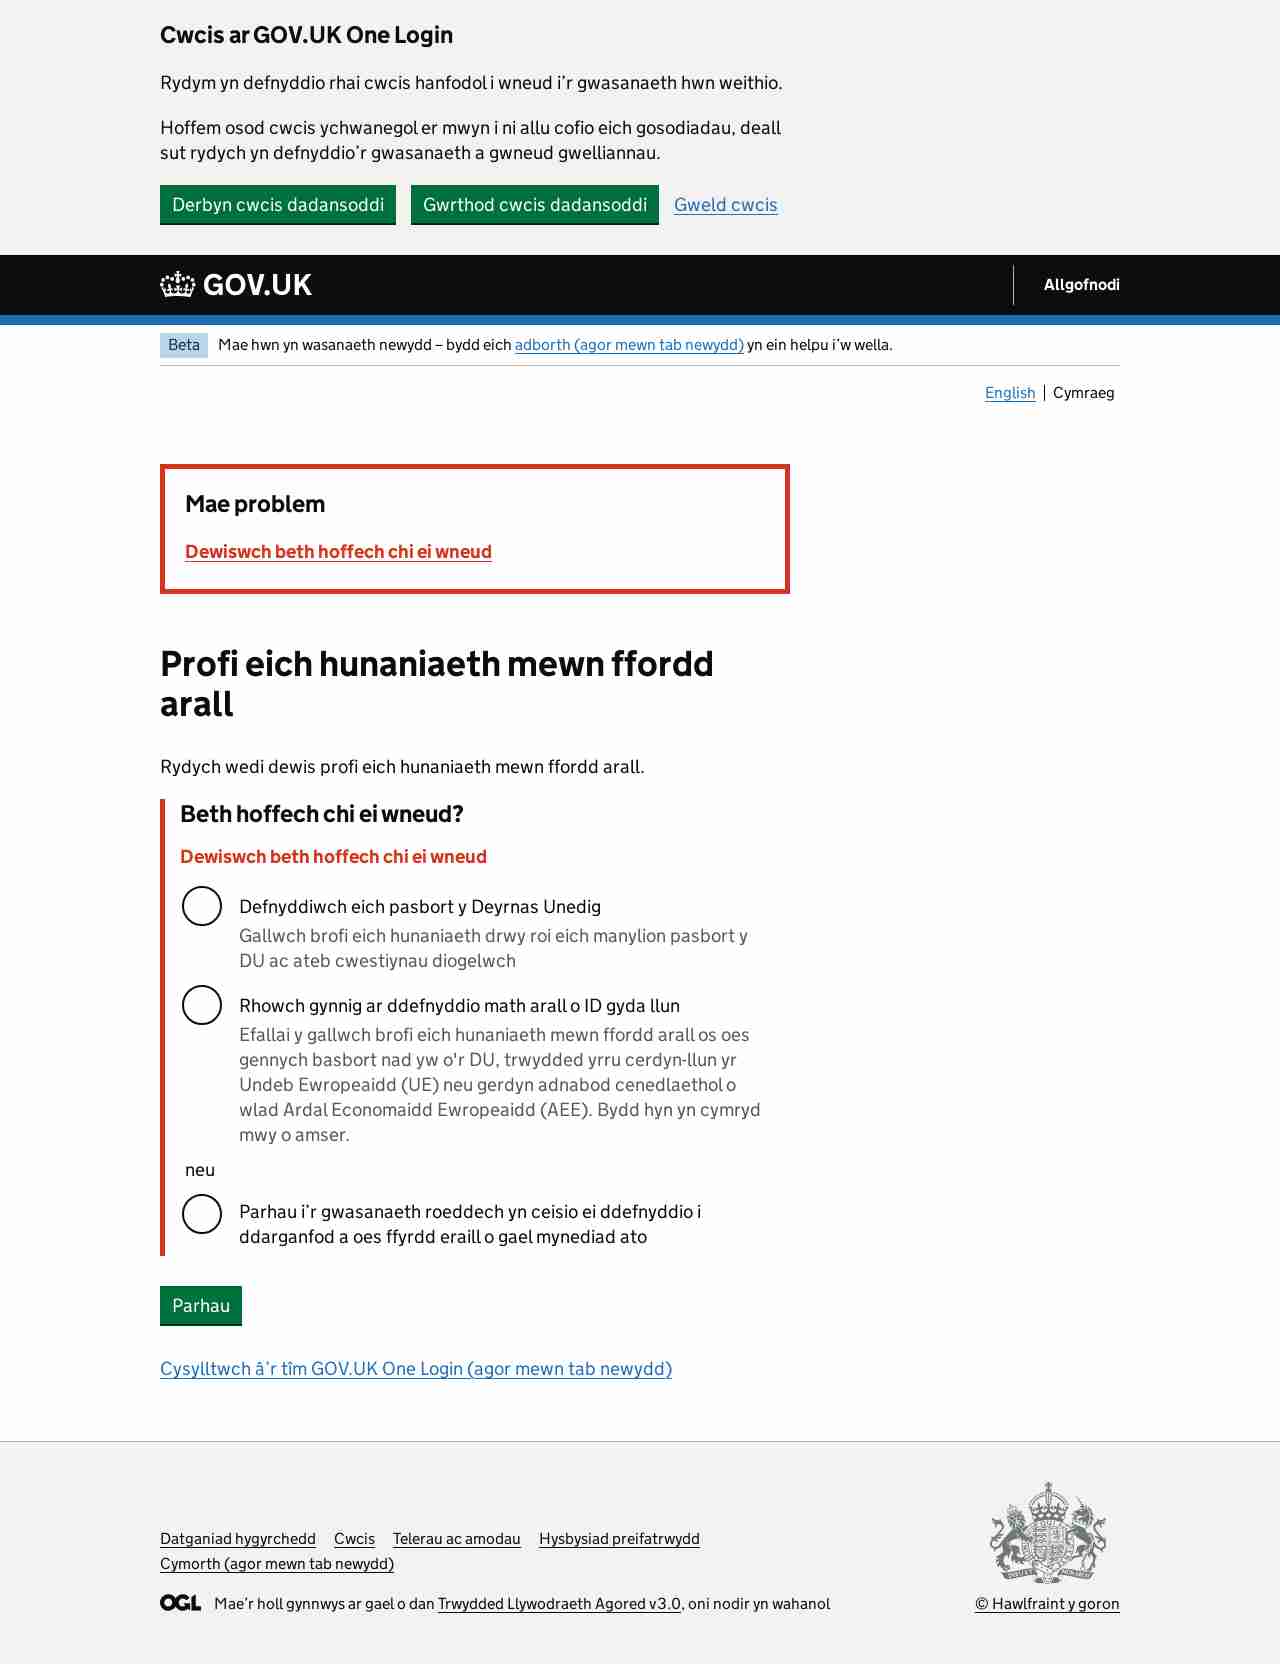 Cwcis ar GOV.UK One Login
Rydym yn defnyddio rhai cwcis hanfodol i wneud i’r gwasanaeth hwn weithio.
Hoffem osod cwcis ychwanegol er mwyn i ni allu cofio eich gosodiadau, deall
sut rydych yn defnyddio’r gwasanaeth a gwneud gwelliannau.
Derbyn cwcis dadansoddi Gwrthod cwcis dadansoddi Gweld cwcis
GOV.UK Allgofnodi
Beta Mae hwn yn wasanaeth newydd – bydd eich adborth (agor mewn tab newydd) yn ein helpu i’w wella.
English Cymraeg
Mae problem
Dewiswch beth hoffech chi ei wneud
Profi eich hunaniaeth mewn ffordd
arall
Rydych wedi dewis profi eich hunaniaeth mewn ffordd arall.
Beth hoffech chi ei wneud?
Dewiswch beth hoffech chi ei wneud
Defnyddiwch eich pasbort y Deyrnas Unedig
Gallwch brofi eich hunaniaeth drwy roi eich manylion pasbort y
DU ac ateb cwestiynau diogelwch
Rhowch gynnig ar ddefnyddio math arall o ID gyda llun
Efallai y gallwch brofi eich hunaniaeth mewn ffordd arall os oes
gennych basbort nad yw o'r DU, trwydded yrru cerdyn-llun yr
Undeb Ewropeaidd (UE) neu gerdyn adnabod cenedlaethol o
wlad Ardal Economaidd Ewropeaidd (AEE). Bydd hyn yn cymryd
mwy o amser.
neu
Parhau i’r gwasanaeth roeddech yn ceisio ei ddefnyddio i
ddarganfod a oes ffyrdd eraill o gael mynediad ato
Parhau
Cysylltwch â’r tîm GOV.UK One Login (agor mewn tab newydd)
Datganiad hygyrchedd Cwcis Telerau ac amodau Hysbysiad preifatrwydd
Cymorth (agor mewn tab newydd)
OGL Mae’r holl gynnwys ar gael o dan Trwydded Llywodraeth Agored v3.0, oni nodir yn wahanol
© Hawlfraint y goron